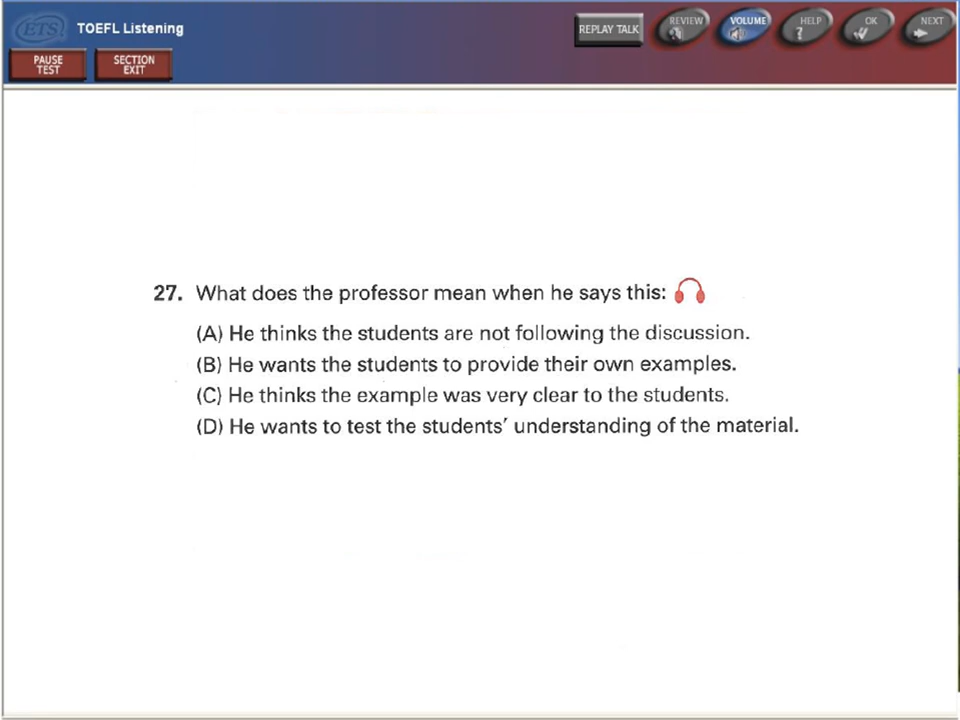 ETS TOEFL Listening
REPLAY TALK
REVIEW
VOLUME
HELP
?
OK
NEXT
PAUSE TEST
SECTION EXIT
27. What does the professor mean when he says this:
(A) He thinks the students are not following the discussion.
(B) He wants the students to provide their own examples.
(C) He thinks the example was very clear to the students.
(D) He wants to test the students' understanding of the material.